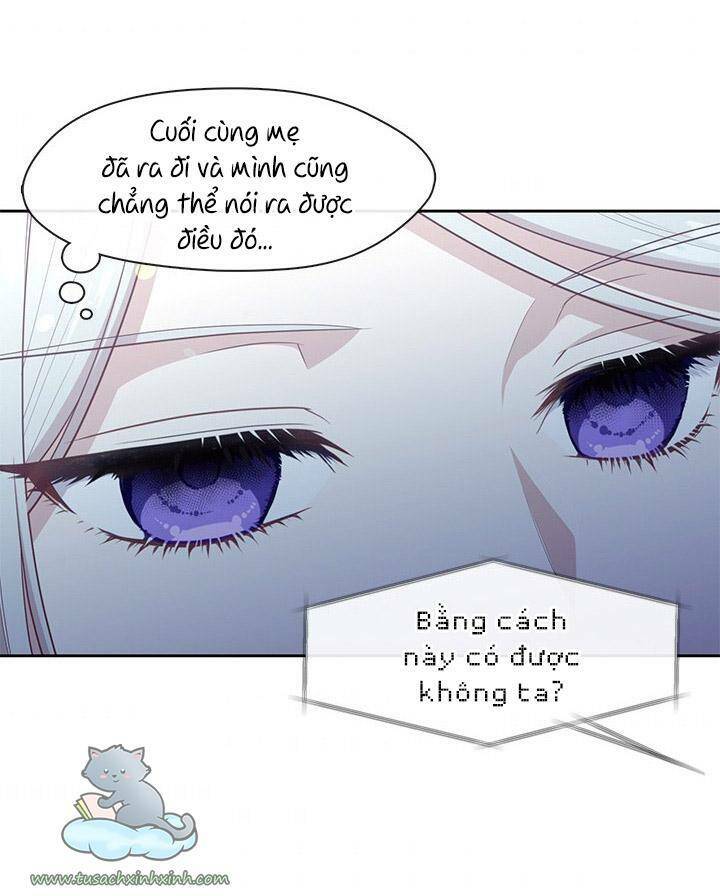 Cuối cùng mẹ
đã ra đi và mình cũng
chẳng thể nói ra được
điều đó...
Bằng cách
này có được
không ta?
www.tusachxinhxinh.com